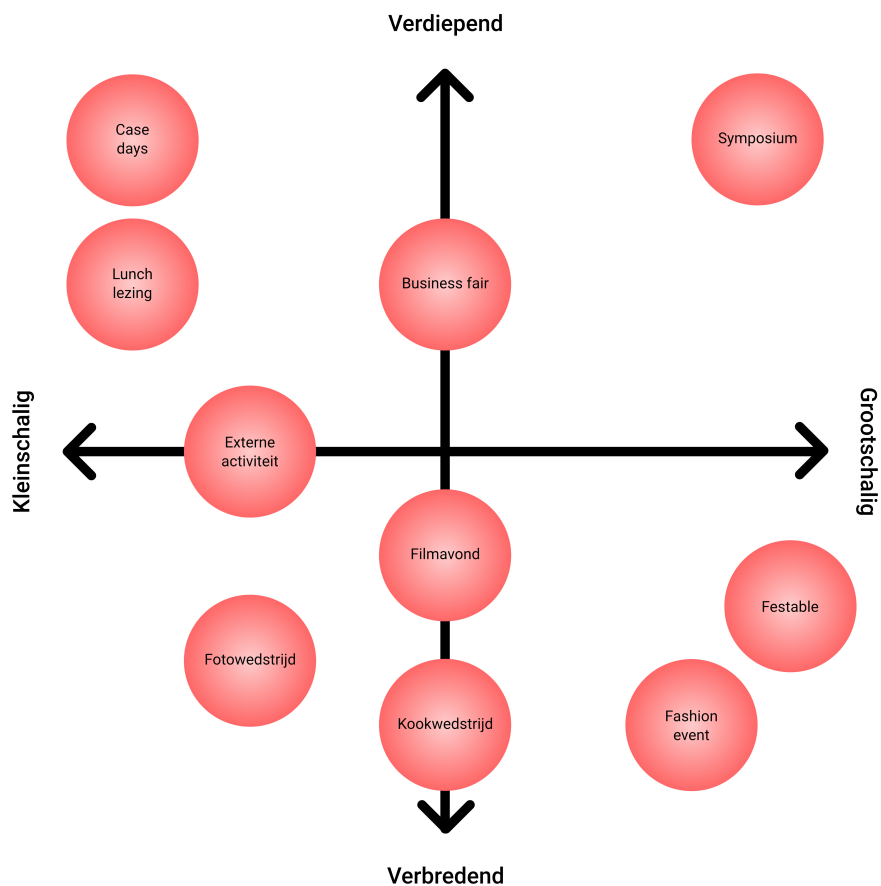 Verdiepend
Case
days
Symposium
Lunch
lezing
Business fair
Kleinschalig
Grootschalig
Externe
activiteit
Filmavond
Festable
Fotowedstrijd
Kookwedstrijd
Fashion
event
Verbredend